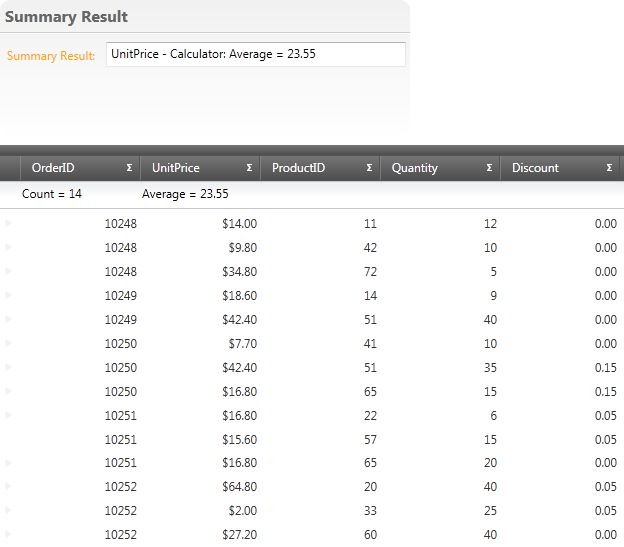 Summary Result
Summary Result: UnitPrice - Calculator: Average = 23.55
OrderID Σ UnitPrice Σ ProductID Σ Quantity Σ Discount Σ
Count = 14 Average = 23.55
10248 $14.00 11 12 0.00
10248 $9.80 42 10 0.00
10248 $34.80 72 5 0.00
10249 $18.60 14 9 0.00
10249 $42.40 51 40 0.00
10250 $7.70 41 10 0.00
10250 $42.40 51 35 0.15
10250 $16.80 65 15 0.15
10251 $16.80 22 6 0.05
10251 $15.60 57 15 0.05
10251 $16.80 65 20 0.00
10252 $64.80 20 40 0.05
10252 $2.00 33 25 0.05
10252 $27.20 60 40 0.00